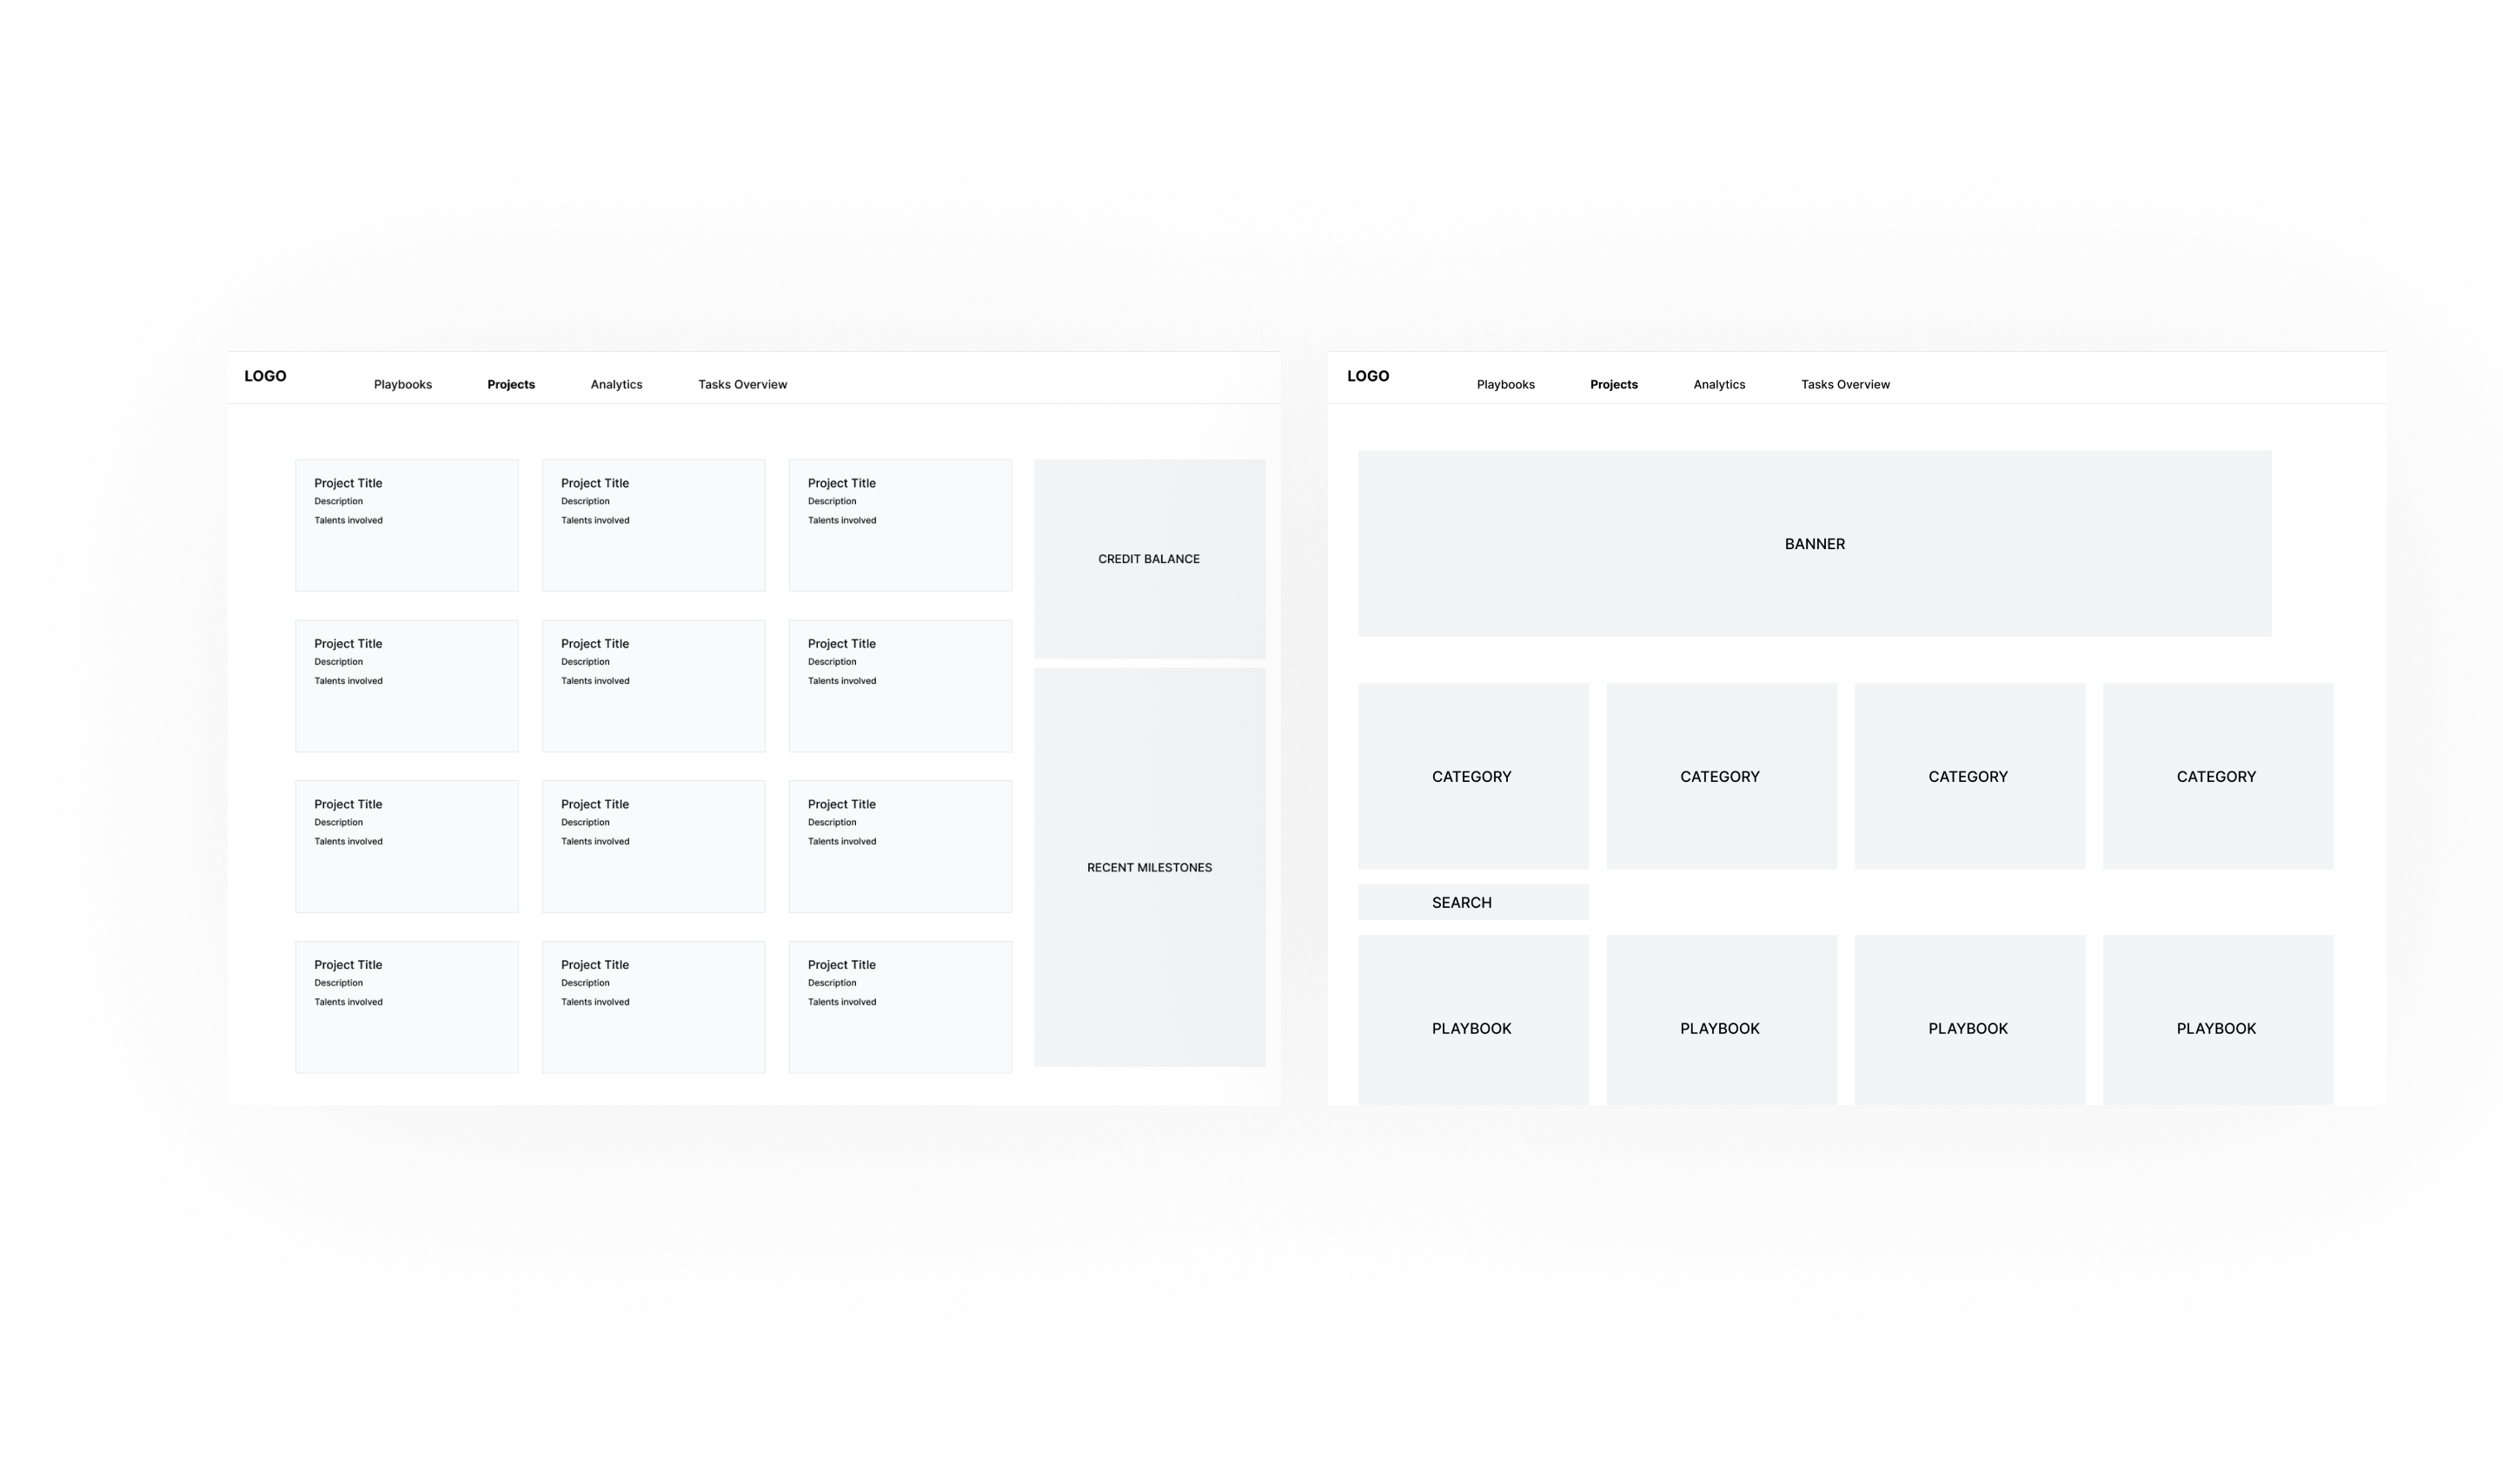 LOGO
Playbooks
Projects
Analytics
Tasks Overview
Project Title
Description
Talents involved
Project Title
Description
Talents involved
Project Title
Description
Talents involved
CREDIT BALANCE
Project Title
Description
Talents involved
Project Title
Description
Talents involved
Project Title
Description
Talents involved
Project Title
Description
Talents involved
Project Title
Description
Talents involved
Project Title
Description
Talents involved
RECENT MILESTONES
Project Title
Description
Talents involved
Project Title
Description
Talents involved
Project Title
Description
Talents involved
LOGO
Playbooks
Projects
Analytics
Tasks Overview
BANNER
CATEGORY
CATEGORY
CATEGORY
CATEGORY
SEARCH
PLAYBOOK
PLAYBOOK
PLAYBOOK
PLAYBOOK